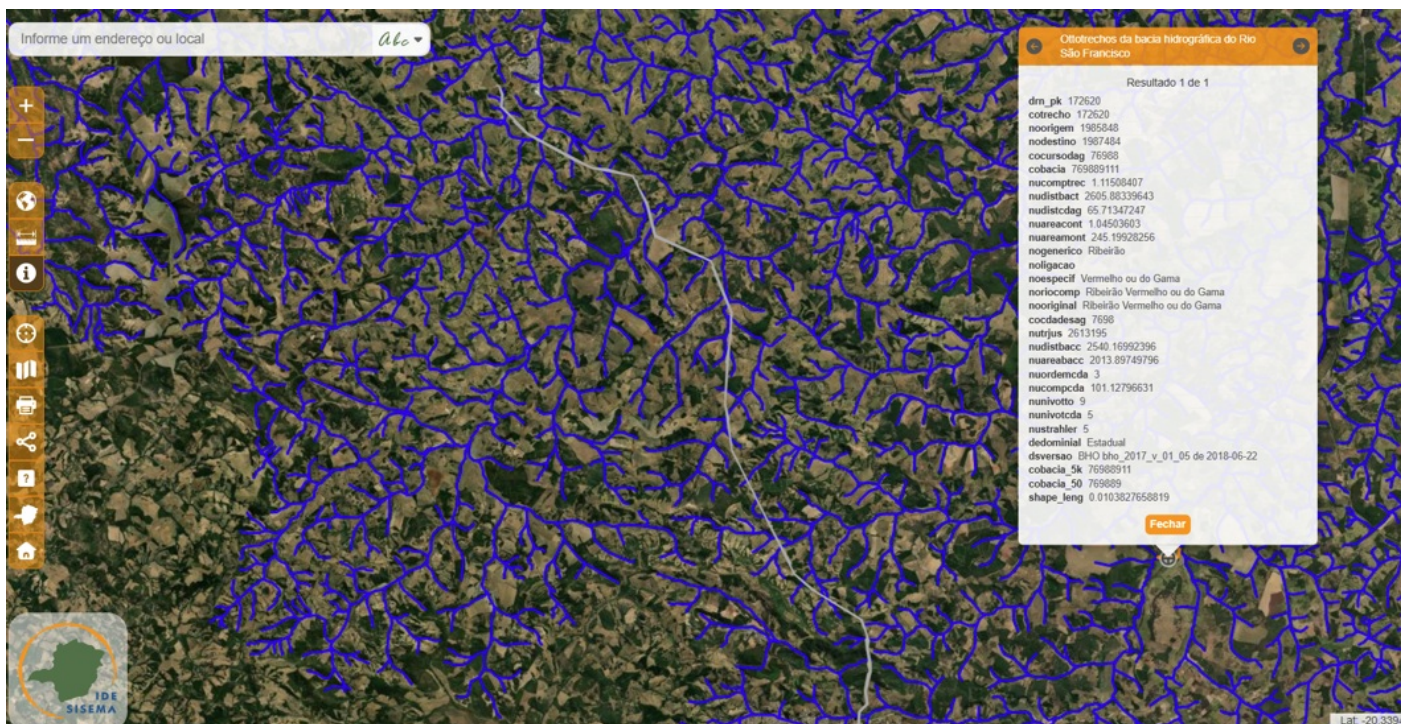 Informe um endereço ou local
Abc
Ottotrechos da bacia hidrográfica do Rio
São Francisco
Resultado 1 de 1
drn_pk 172620
cotrecho 172620
noorigem 1985848
nodestino 1987484
cocursodag 76988
cobacia 769889111
nucomptrec 1.11508407
nudistbact 2605.88339643
nudistcdag 65.71347247
nuareacont 1.04503603
nuareamont 245.19928256
nogenerico Ribeirão
noligacao
noespecif Vermelho ou do Gama
noriocomp Ribeirão Vermelho ou do Gama
nooriginal Ribeirão Vermelho ou do Gama
cocdadesag 7698
nutrjus 2613195
nudistbacc 2540.16992396
nuareabacc 2013.89749796
nuordemcda 3
nucompcda 101.12796631
nunivotto 9
nunivotcda 5
nustrahler 5
dedominial Estadual
dsversao BHO bho_2017_v_01_05 de 2018-06-22
cobacia_5k 76988911
cobacia_50 769889
shape_leng 0.0103827658819
Fechar
IDE
SISEMA
Lat: -20.339